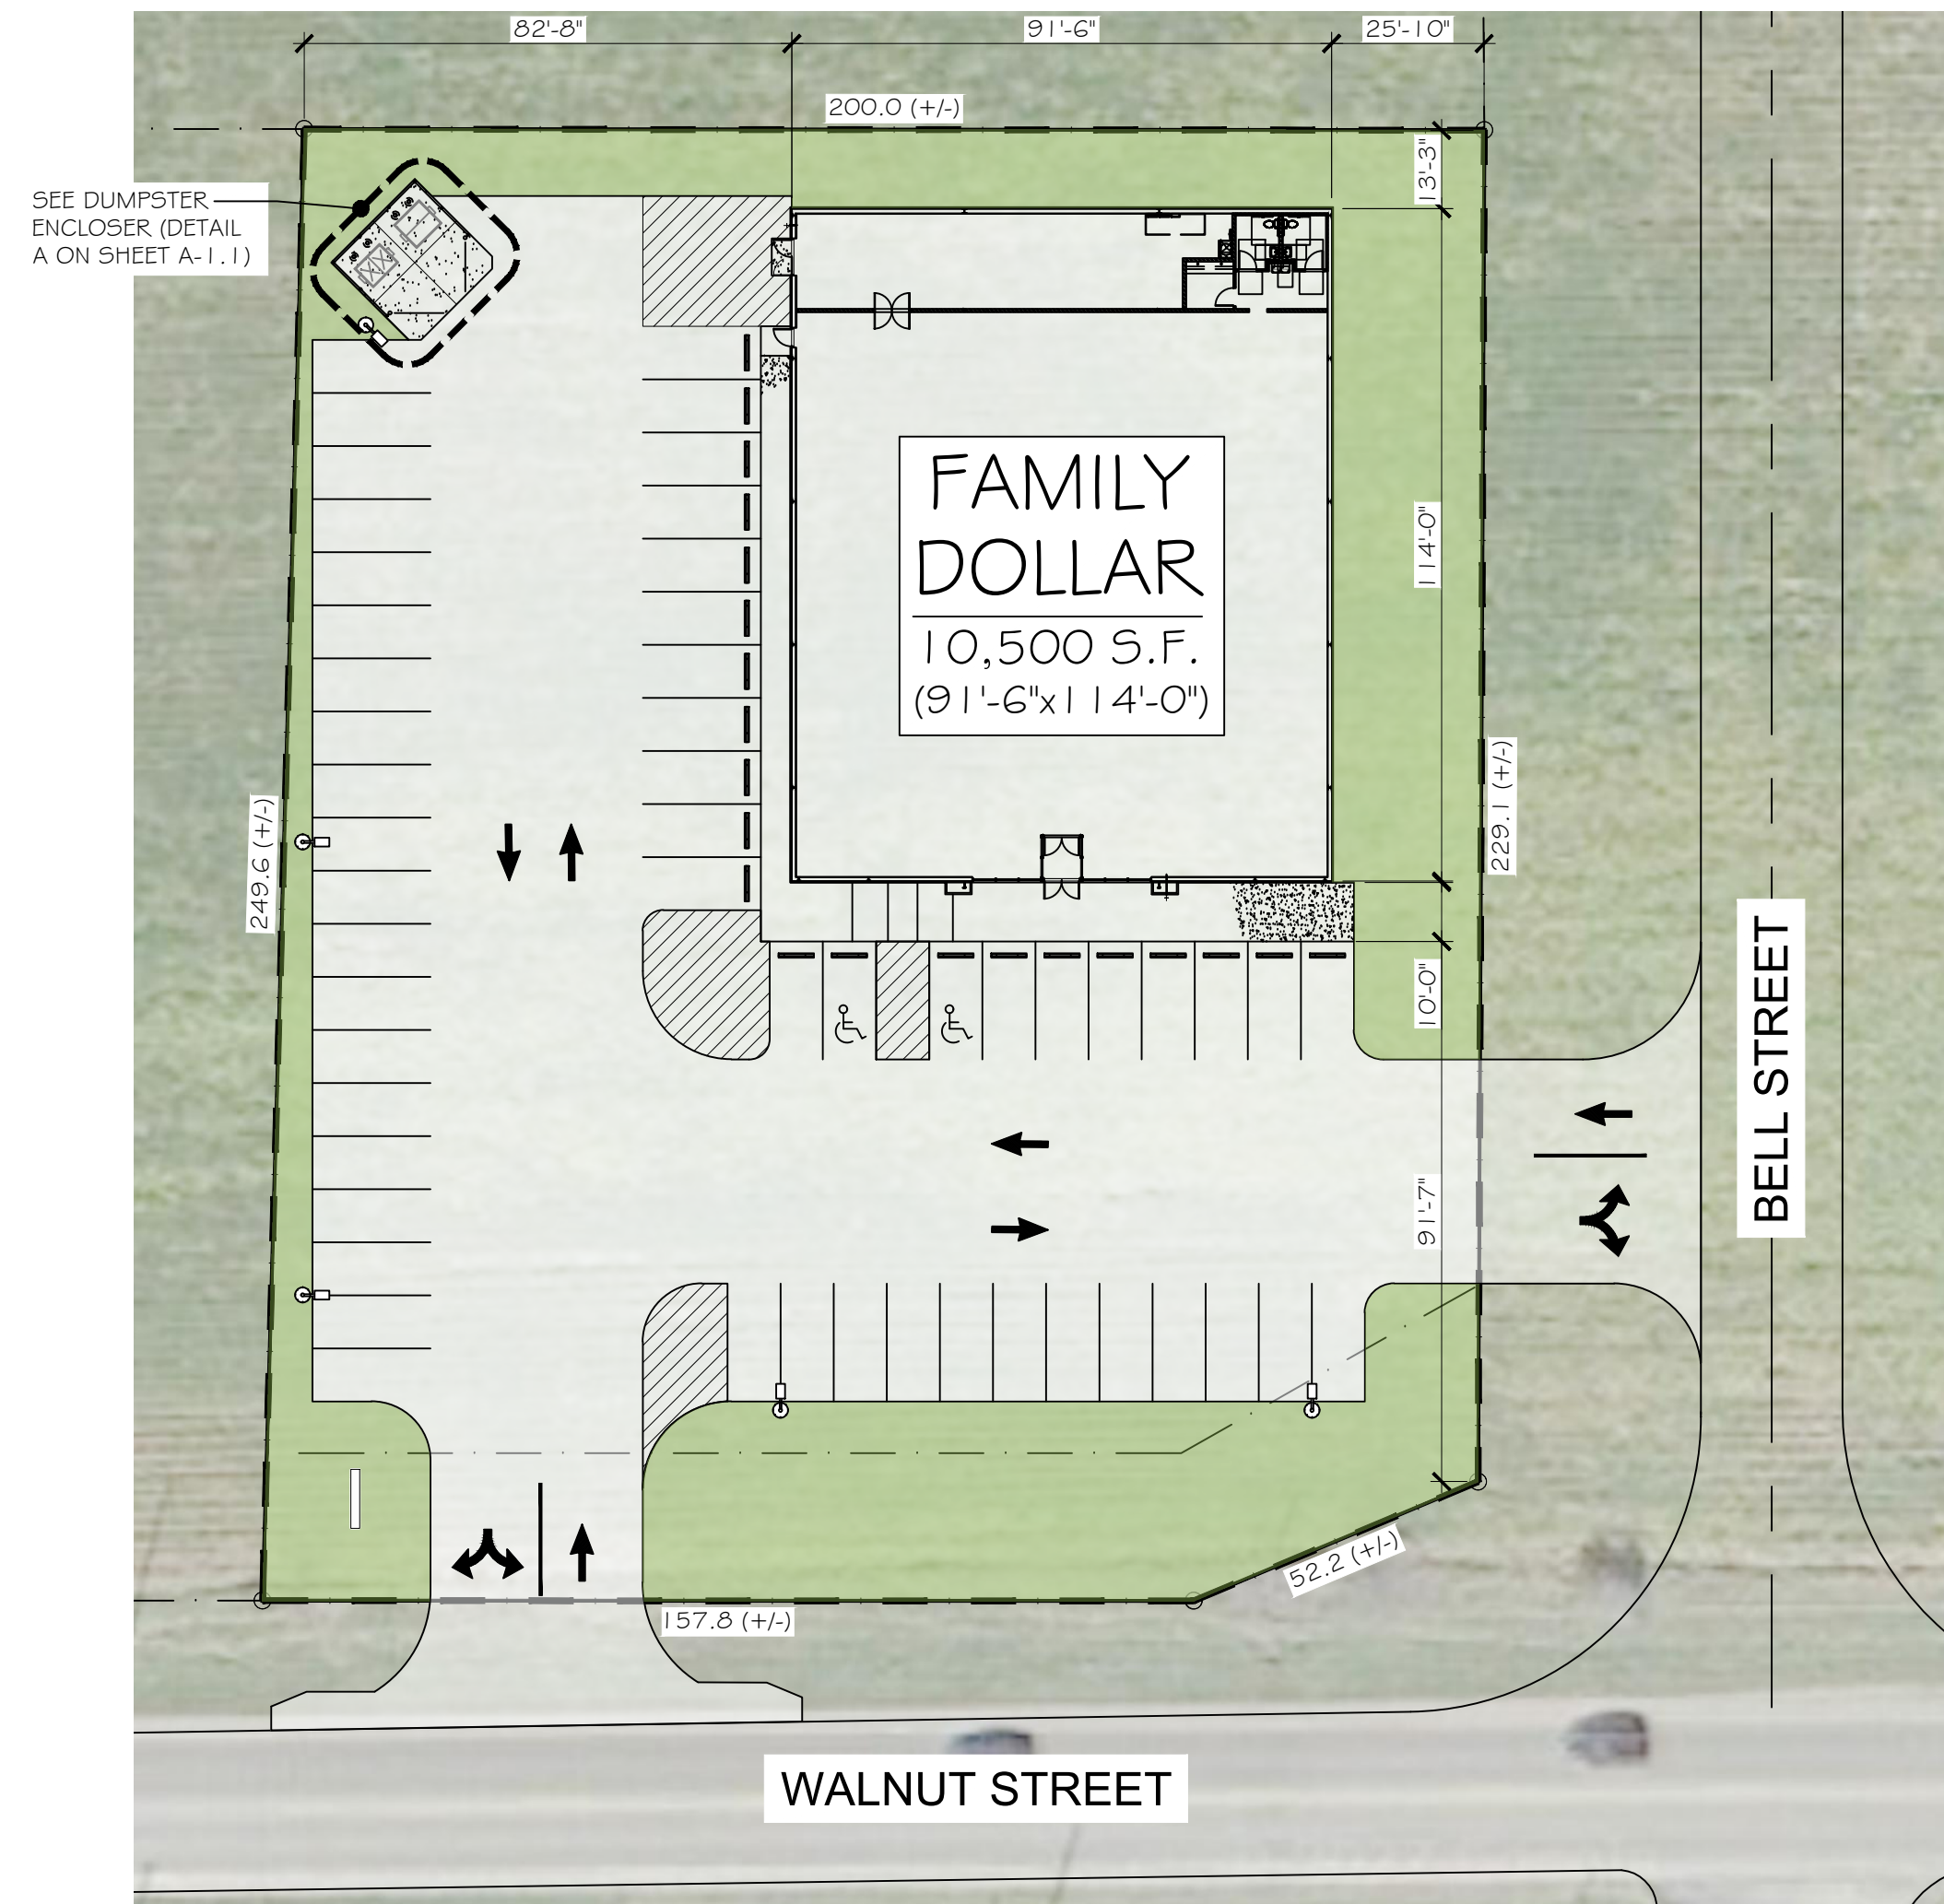 82'-8"
91'-6"
25'-10"
200.0 (+/-)
13'-3"
SEE DUMPSTER
ENCLOSER (DETAIL
A ON SHEET A-1.1)
FAMILY
DOLLAR
10,500 S.F.
(91'-6"x114'-0")
114'-0"
249.6 (+/-)
229.1 (+/-)
10'-0"
BELL STREET
91'-7"
52.2 (+/-)
157.8 (+/-)
WALNUT STREET